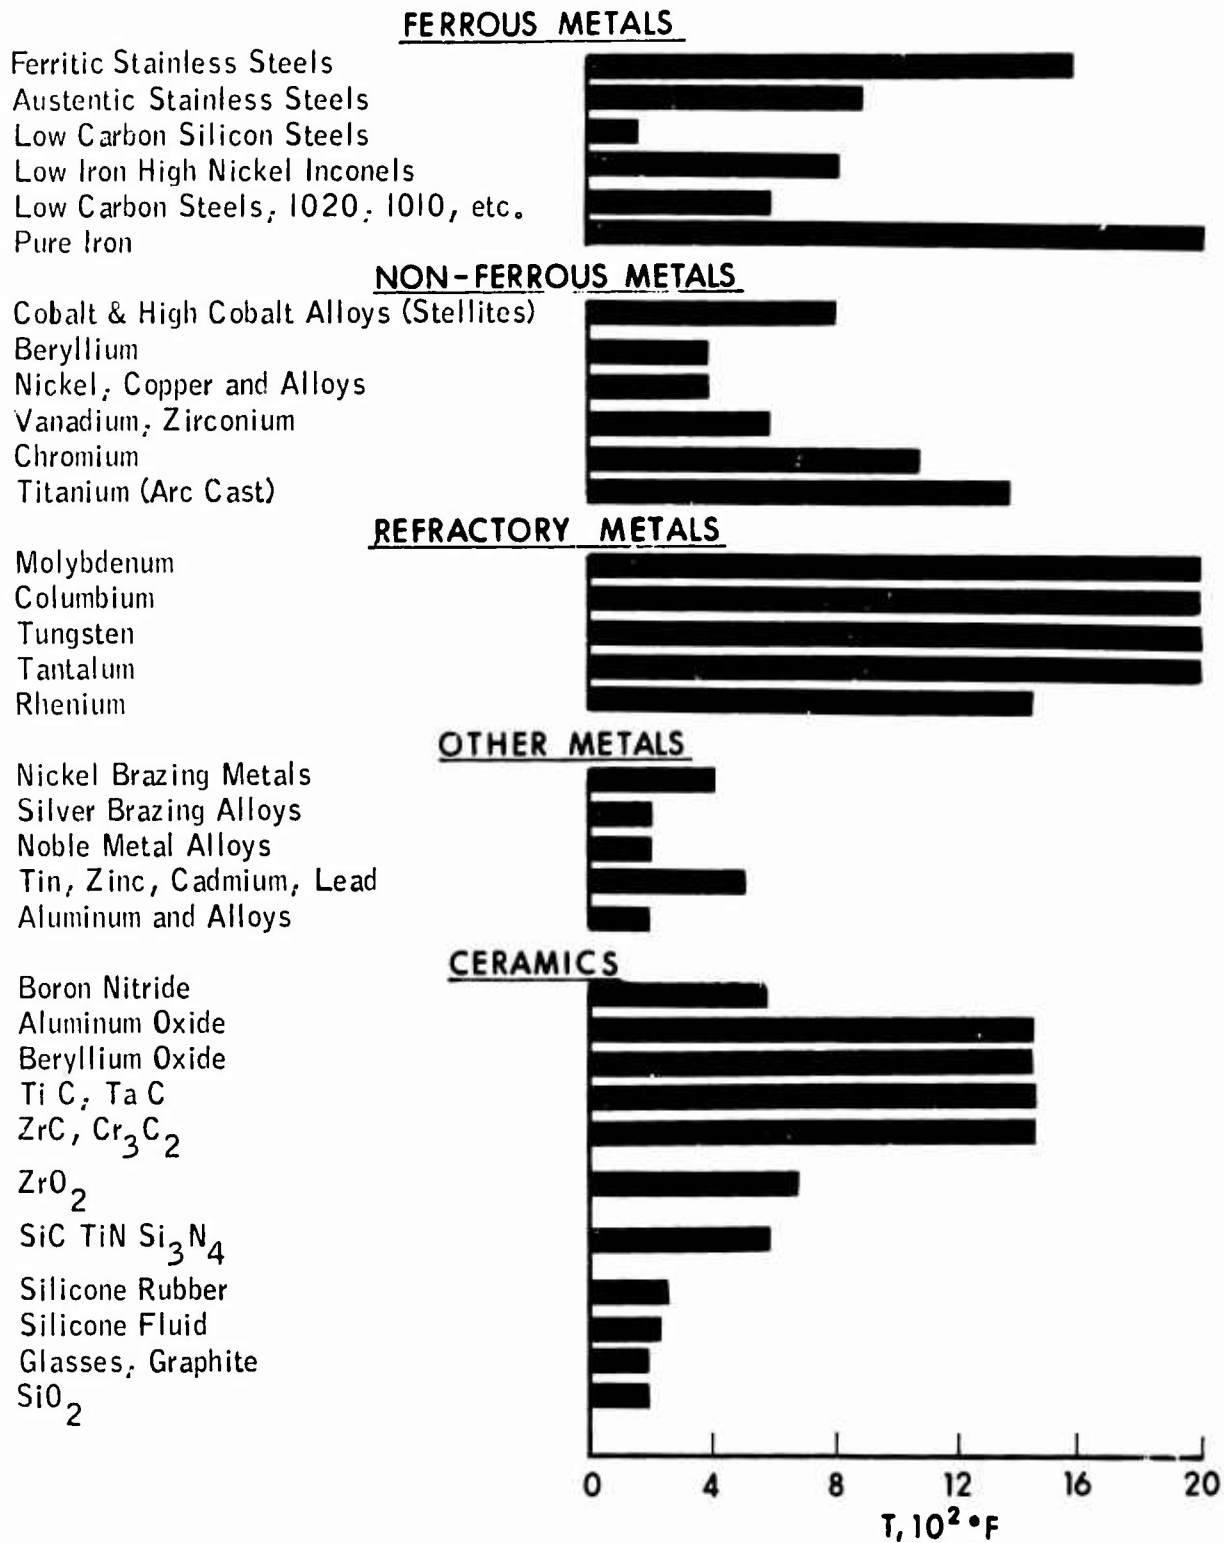 FERROUS METALS
Ferritic Stainless Steels
Austentic Stainless Steels
Low Carbon Silicon Steels
Low Iron High Nickel Inconels
Low Carbon Steels, 1020, 1010, etc.
Pure Iron
NON-FERROUS METALS
Cobalt & High Cobalt Alloys (Stellites)
Beryllium
Nickel, Copper and Alloys
Vanadium, Zirconium
Chromium
Titanium (Arc Cast)
REFRACTORY METALS
Molybdenum
Columbium
Tungsten
Tantalum
Rhenium
OTHER METALS
Nickel Brazing Metals
Silver Brazing Alloys
Noble Metal Alloys
Tin, Zinc, Cadmium, Lead
Aluminum and Alloys
CERAMICS
Boron Nitride
Aluminum Oxide
Beryllium Oxide
Ti C, Ta C
ZrC, Cr₃C₂
ZrO₂
SiC TiN Si₃N₄
Silicone Rubber
Silicone Fluid
Glasses, Graphite
SiO₂
0 4 8 12 16 20
T, 10² °F